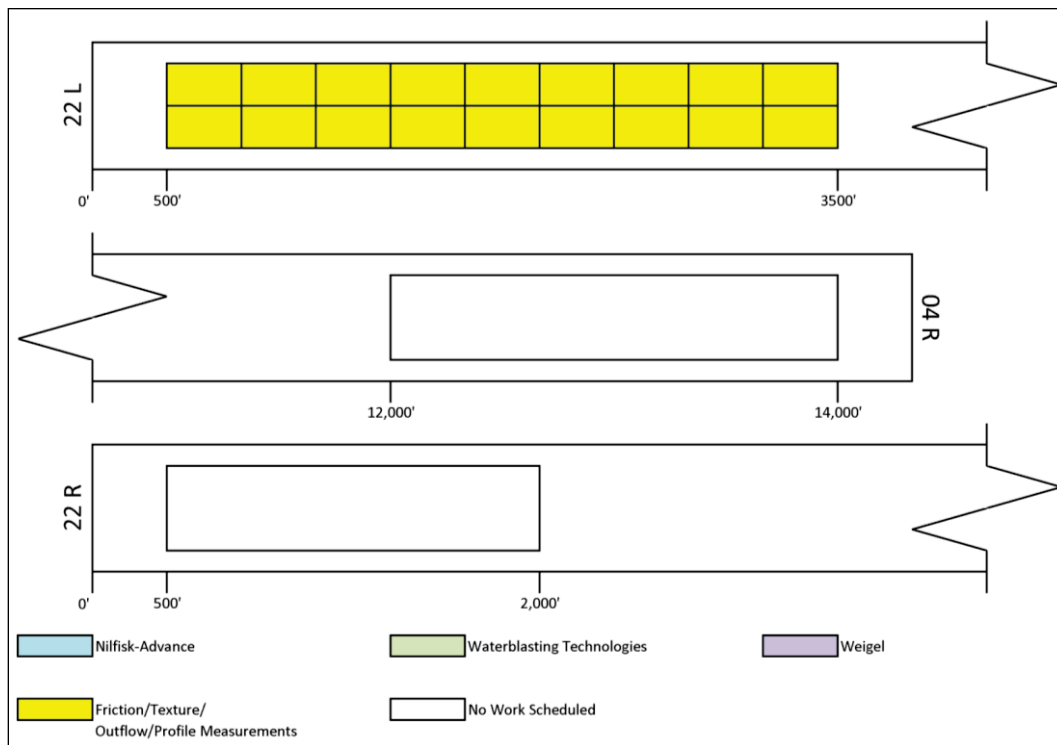 22 L
0'
500'
3500'
04 R
12,000'
14,000'
22 R
0'
500'
2,000'
Nilfisk-Advance
Waterblasting Technologies
Weigel
Friction/Texture/
Outflow/Profile Measurements
No Work Scheduled